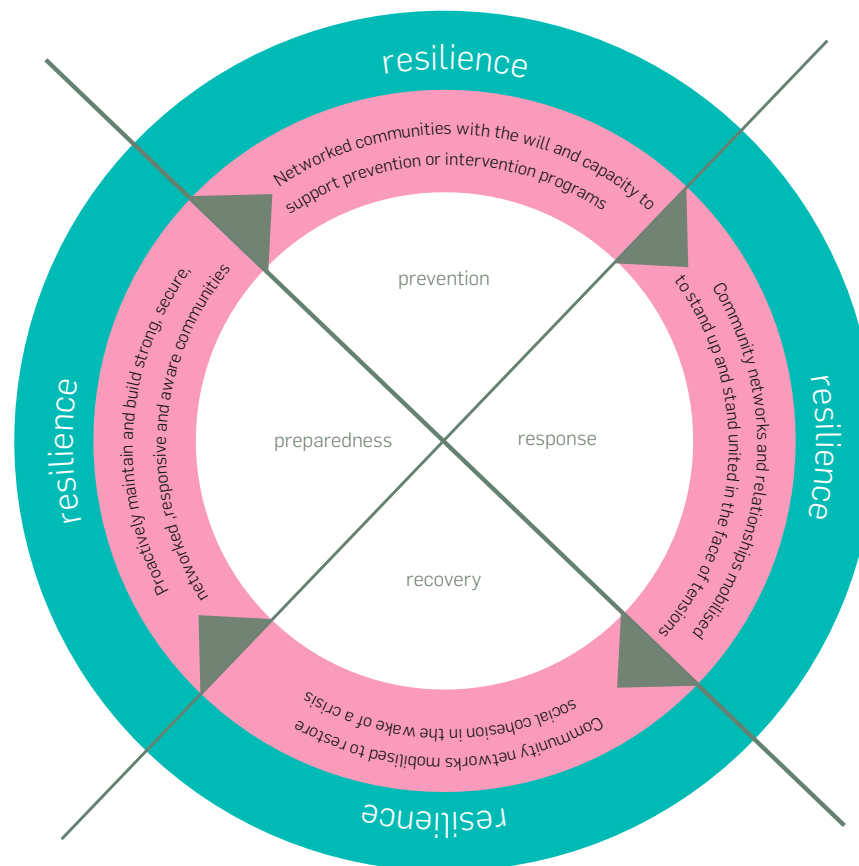 resilience
Networked communities with the will and capacity to
support prevention or intervention programs
prevention
resilience
Community networks and relationships mobilised
to stand up and stand united in the face of tensions
response
resilience
Community networks mobilised to restore
social cohesion in the wake of a crisis
recovery
resilience
Proactively maintain and build strong, secure,
networked ,responsive and aware communities
preparedness